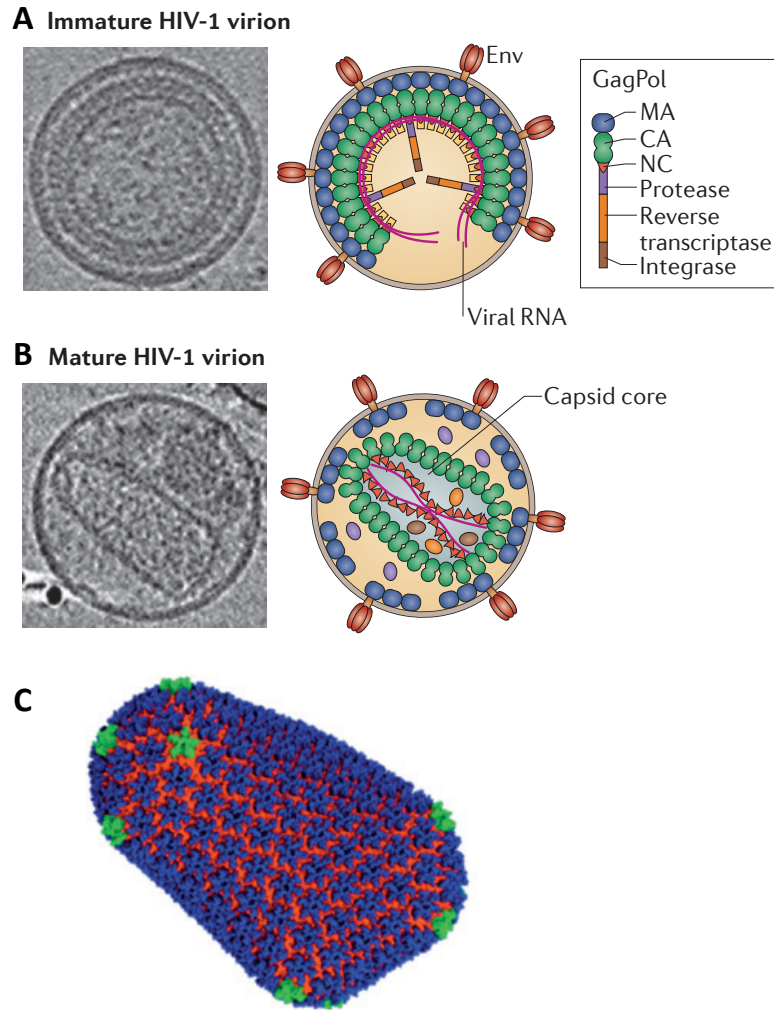 A Immature HIV-1 virion
Env
GagPol
MA
CA
NC
Protease
Reverse
transcriptase
Integrase
Viral RNA
B Mature HIV-1 virion
Capsid core
C